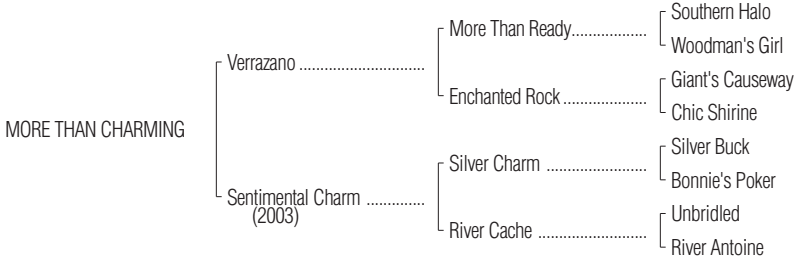 Southern Halo
More Than Ready..................
Woodman's Girl
Verrazano ..............................
Giant's Causeway
Enchanted Rock ....................
Chic Shirine
MORE THAN CHARMING
Silver Buck
Silver Charm ........................
Bonnie's Poker
Sentimental Charm ..............
(2003)
Unbridled
River Cache ..........................
River Antoine